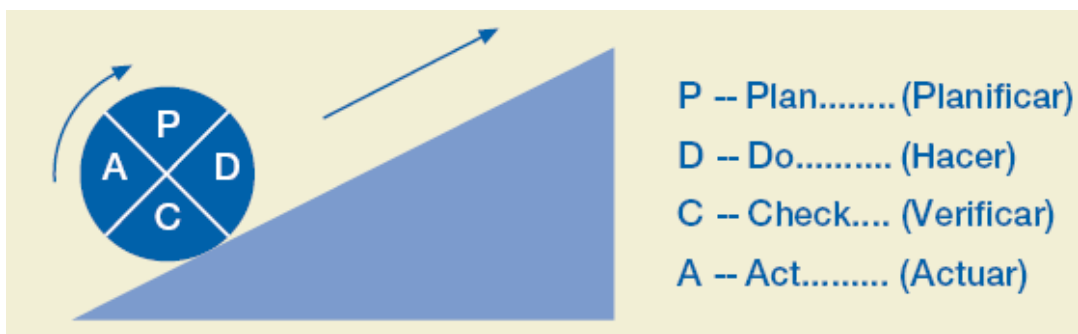 P
A D
C
P -- Plan........ (Planificar)
D -- Do.......... (Hacer)
C -- Check.... (Verificar)
A -- Act......... (Actuar)